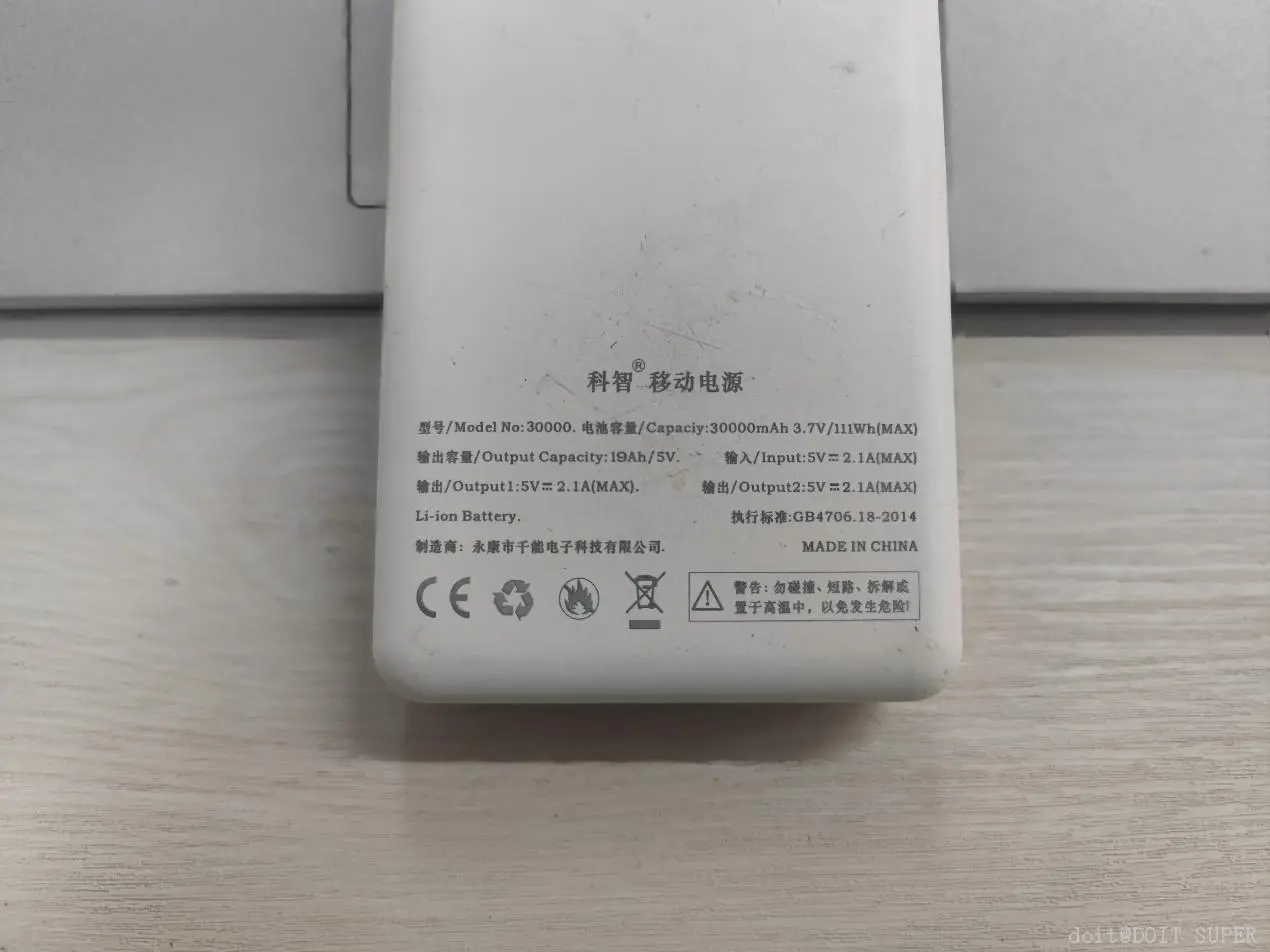 科智® 移动电源
型号/Model No:30000. 电池容量/Capaciy:30000mAh 3.7V/111Wh(MAX)
输出容量/Output Capacity:19Ah/5V. 输入/Input:5V⎓2.1A(MAX)
输出/Output1:5V⎓2.1A(MAX). 输出/Output2:5V⎓2.1A(MAX)
Li-ion Battery. 执行标准:GB4706.18-2014
制造商：永康市千能电子科技有限公司. MADE IN CHINA
CE
警告：勿碰撞、短路、拆解或
置于高温中，以免发生危险!
doit@DOIT SUPER